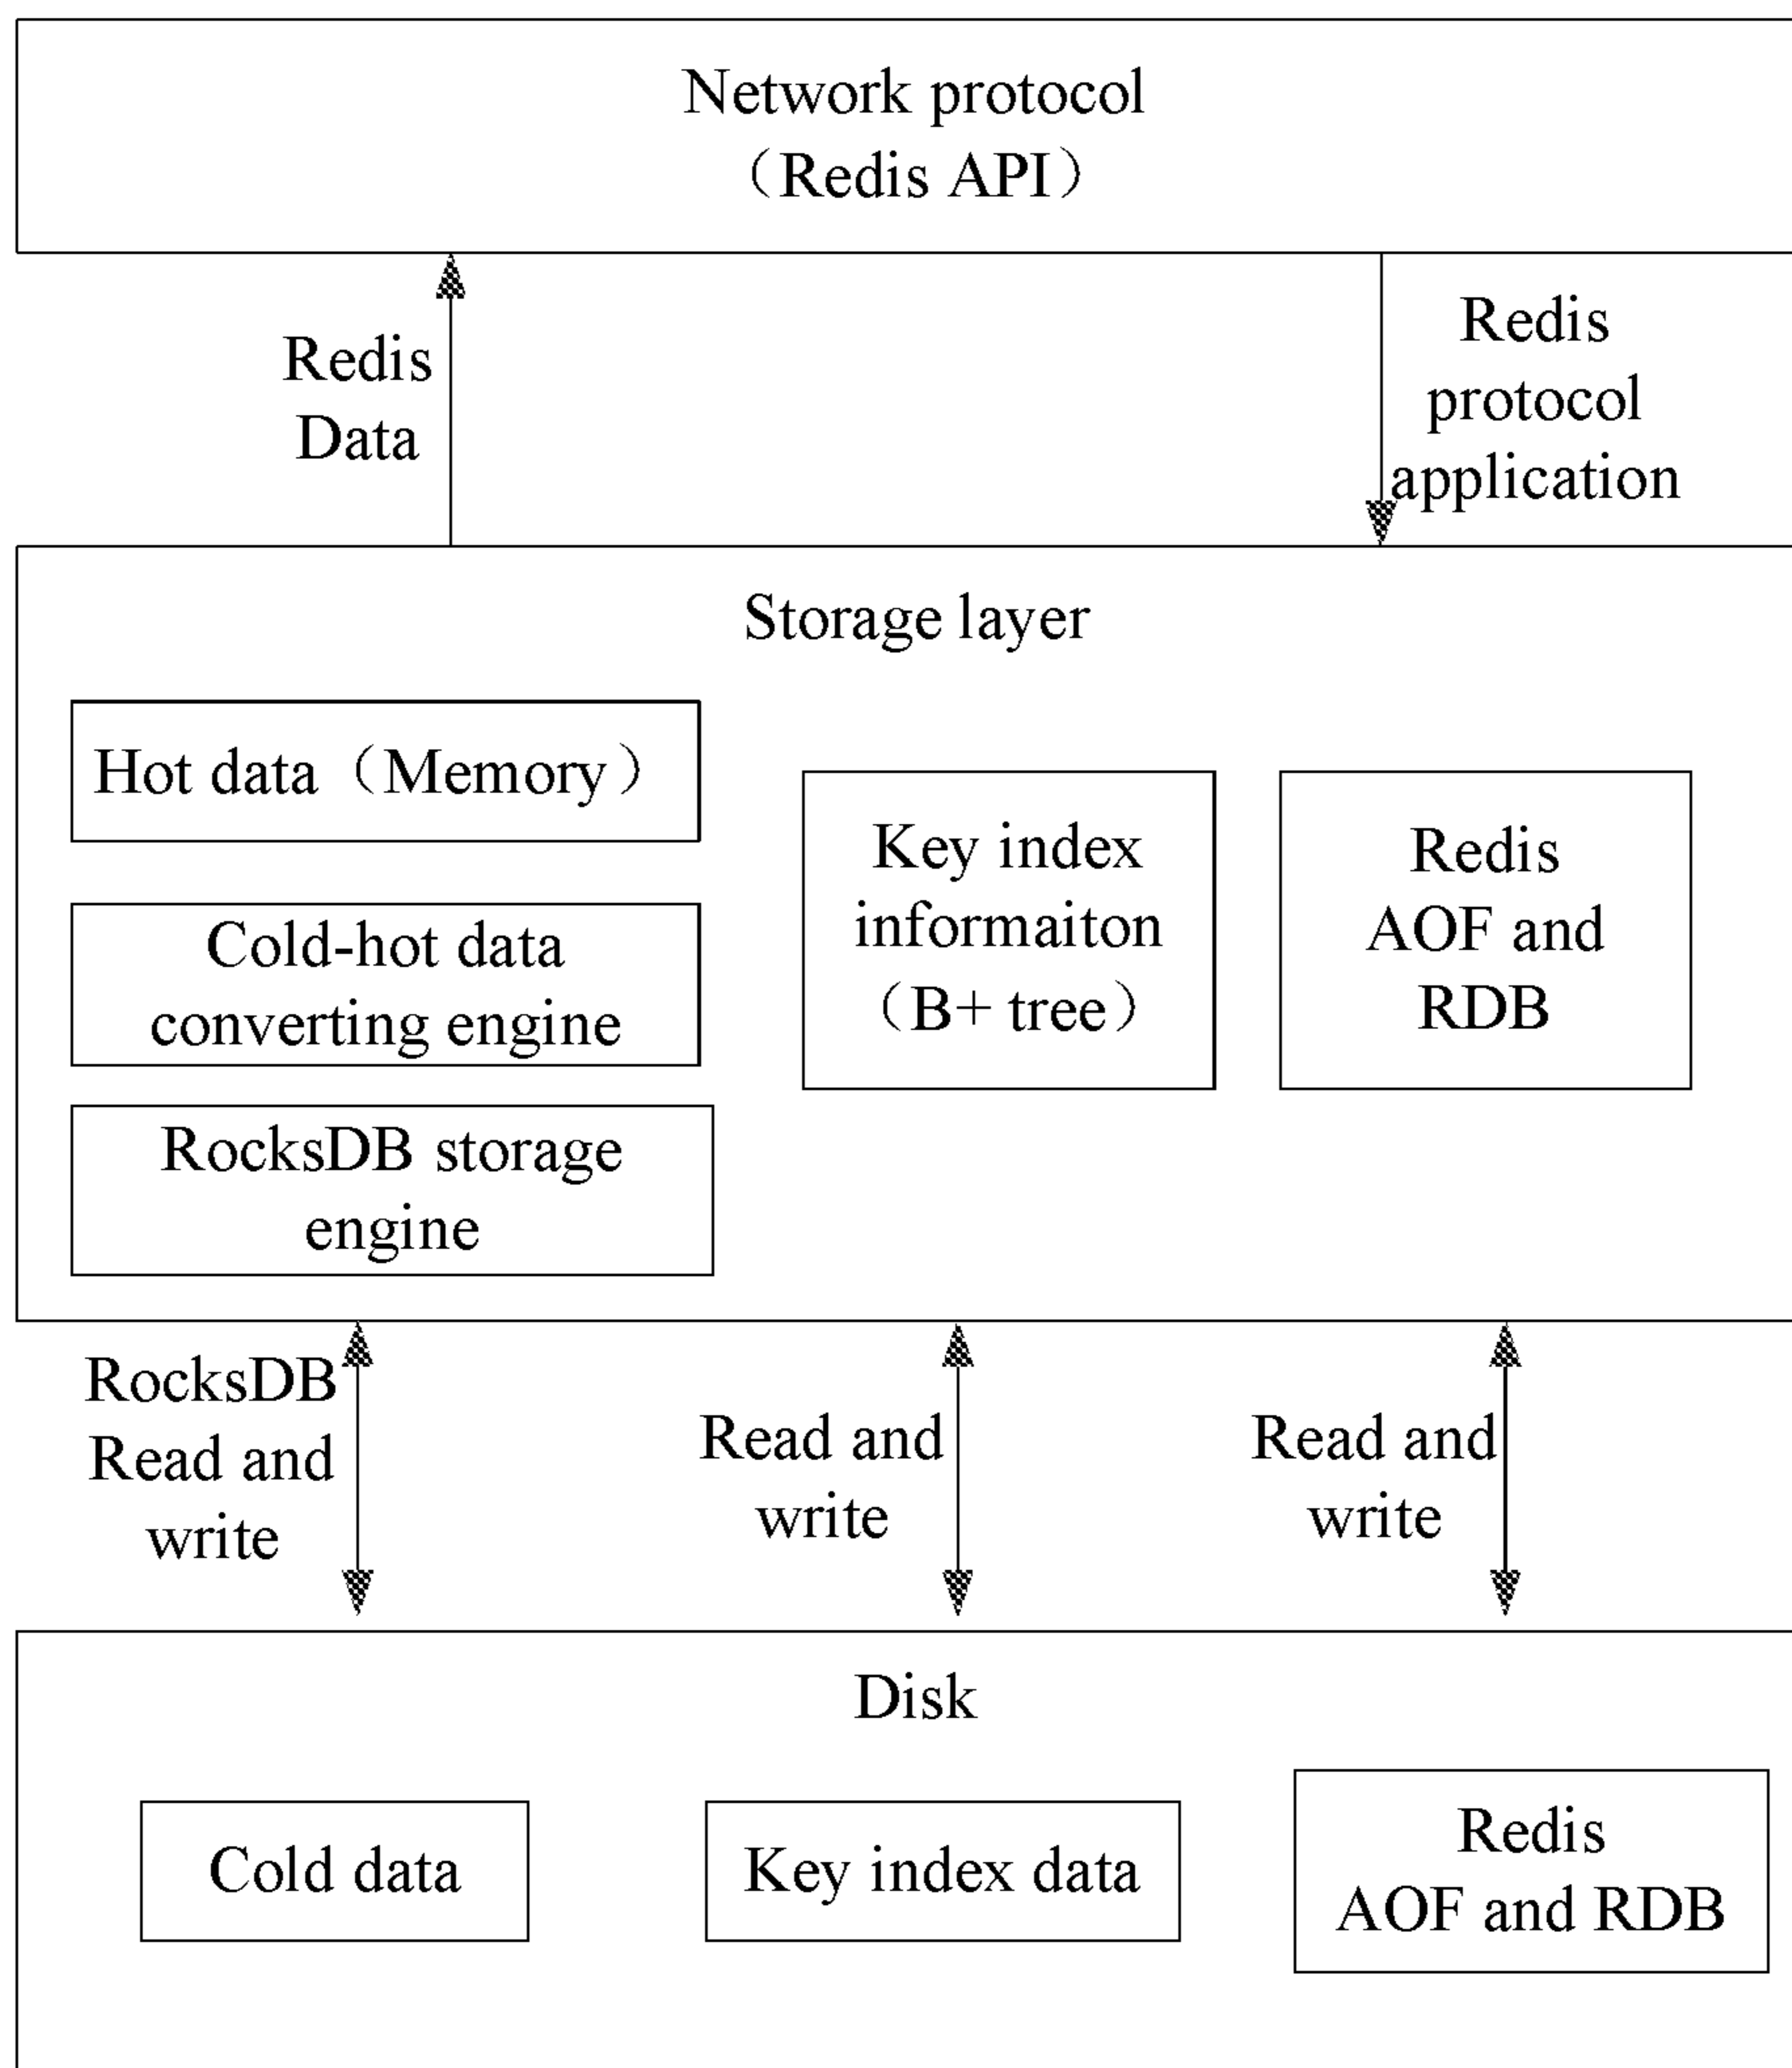 Network protocol
（Redis API）
Redis
Data
Redis
protocol
application
Storage layer
Hot data（Memory）
Cold-hot data
converting engine
RocksDB storage
engine
Key index
informaiton
（B+ tree）
Redis
AOF and
RDB
RocksDB
Read and
write
Read and
write
Read and
write
Disk
Cold data
Key index data
Redis
AOF and RDB